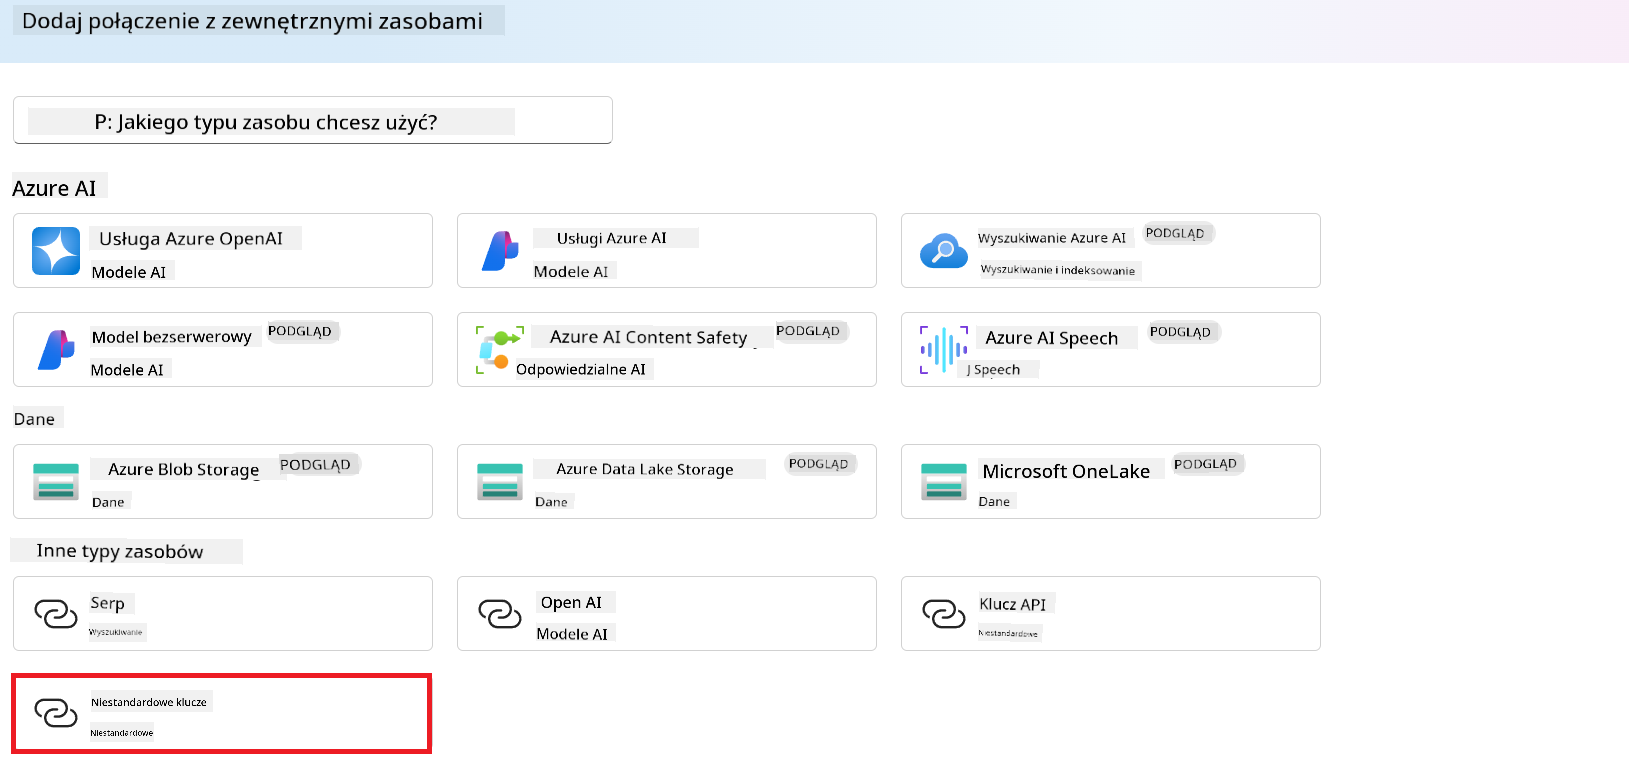 Dodaj połączenie z zewnętrznymi zasobami
P: Jakiego typu zasobu chcesz użyć?
Azure AI
Usługa Azure OpenAI
Modele AI
Usługi Azure AI
Modele AI
Wyszukiwanie Azure AI PODGLĄD
Wyszukiwanie i indeksowanie
Model bezserwerowy PODGLĄD
Modele AI
Azure AI Content Safety PODGLĄD
Odpowiedzialne AI
Azure AI Speech PODGLĄD
J Speech
Dane
Azure Blob Storage PODGLĄD
Dane
Azure Data Lake Storage PODGLĄD
Dane
Microsoft OneLake PODGLĄD
Dane
Inne typy zasobów
Serp
Wyszukiwanie
Open AI
Modele AI
Klucz API
Niestandardowe
Niestandardowe klucze
Niestandardowe